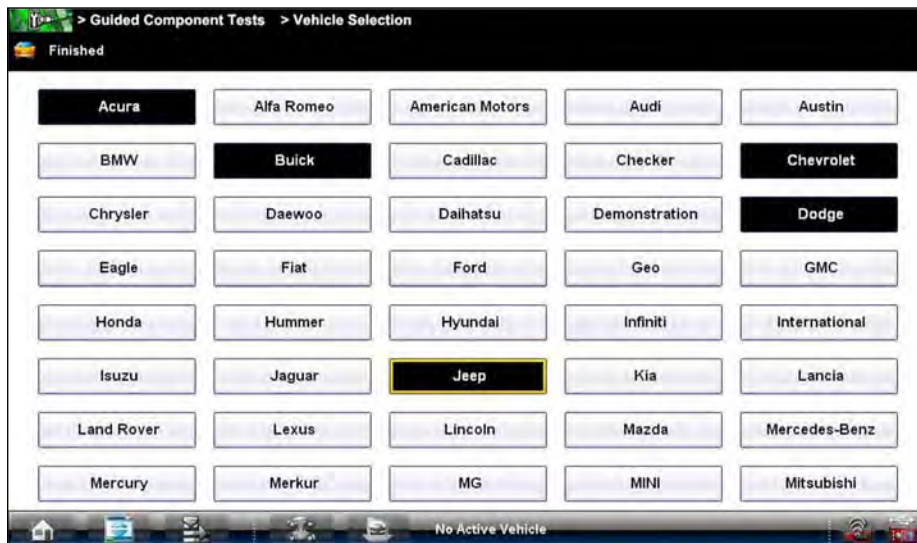 > Guided Component Tests > Vehicle Selection
Finished
Acura Alfa Romeo American Motors Audi Austin
BMW Buick Cadillac Checker Chevrolet
Chrysler Daewoo Daihatsu Demonstration Dodge
Eagle Fiat Ford Geo GMC
Honda Hummer Hyundai Infiniti International
Isuzu Jaguar Jeep Kia Lancia
Land Rover Lexus Lincoln Mazda Mercedes-Benz
Mercury Merkur MG MINI Mitsubishi
No Active Vehicle